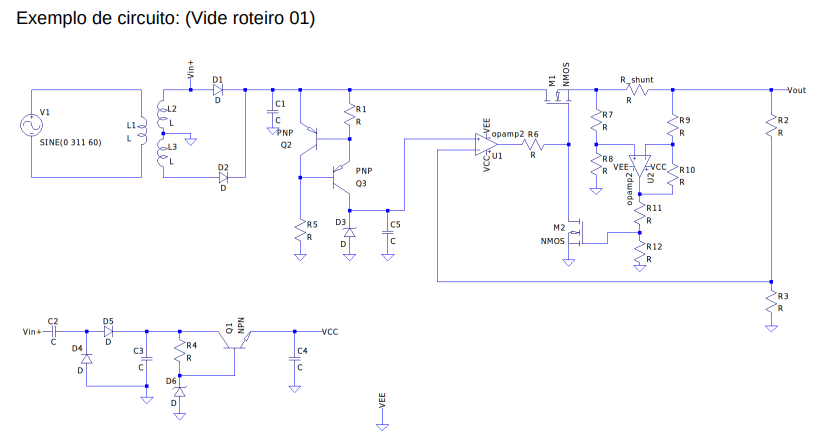 Exemplo de circuito: (Vide roteiro 01)
Vin+
D1
D
V1
SINE(0 311 60)
L1
L
L2
L
L3
L
D2
D
C1
C
PNP
Q2
R1
R
PNP
Q3
R5
R
D3
D
C5
C
VEE
opamp2
VCC
U1
R6
R
M1
NMOS
R_shunt
R
R7
R
R8
R
VEE
VCC
opamp2
U2
R9
R
R10
R
R11
R
R12
R
M2
NMOS
Vout
R2
R
R3
R
Vin+
C2
C
D5
D
D4
D
C3
C
R4
R
D6
D
Q1
NPN
C4
C
VCC
VEE